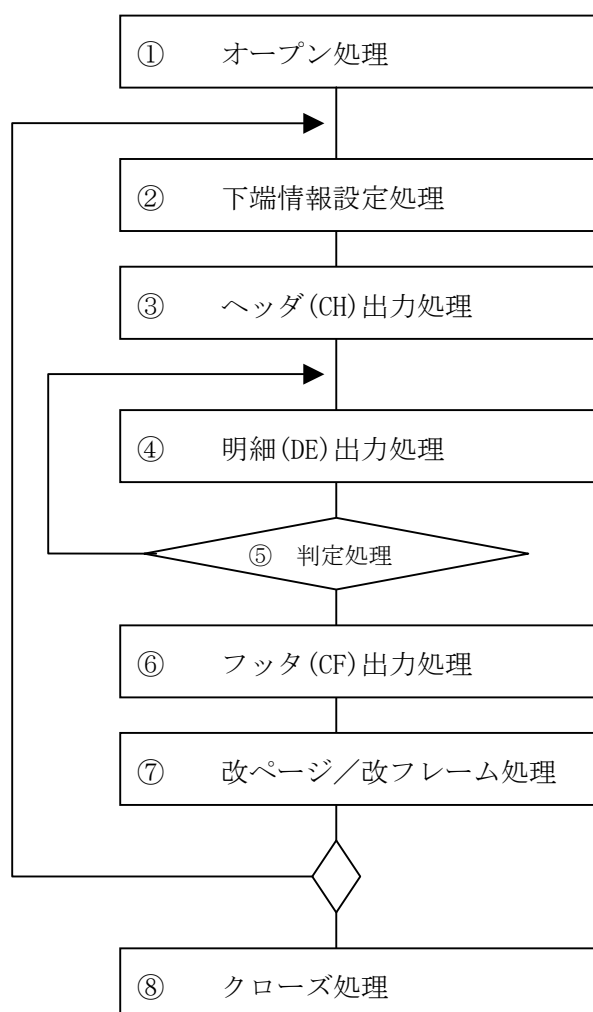 ① オープン処理
② 下端情報設定処理
③ ヘッダ(CH)出力処理
④ 明細(DE)出力処理
⑤ 判定処理
⑥ フッタ(CF)出力処理
⑦ 改ページ／改フレーム処理
⑧ クローズ処理